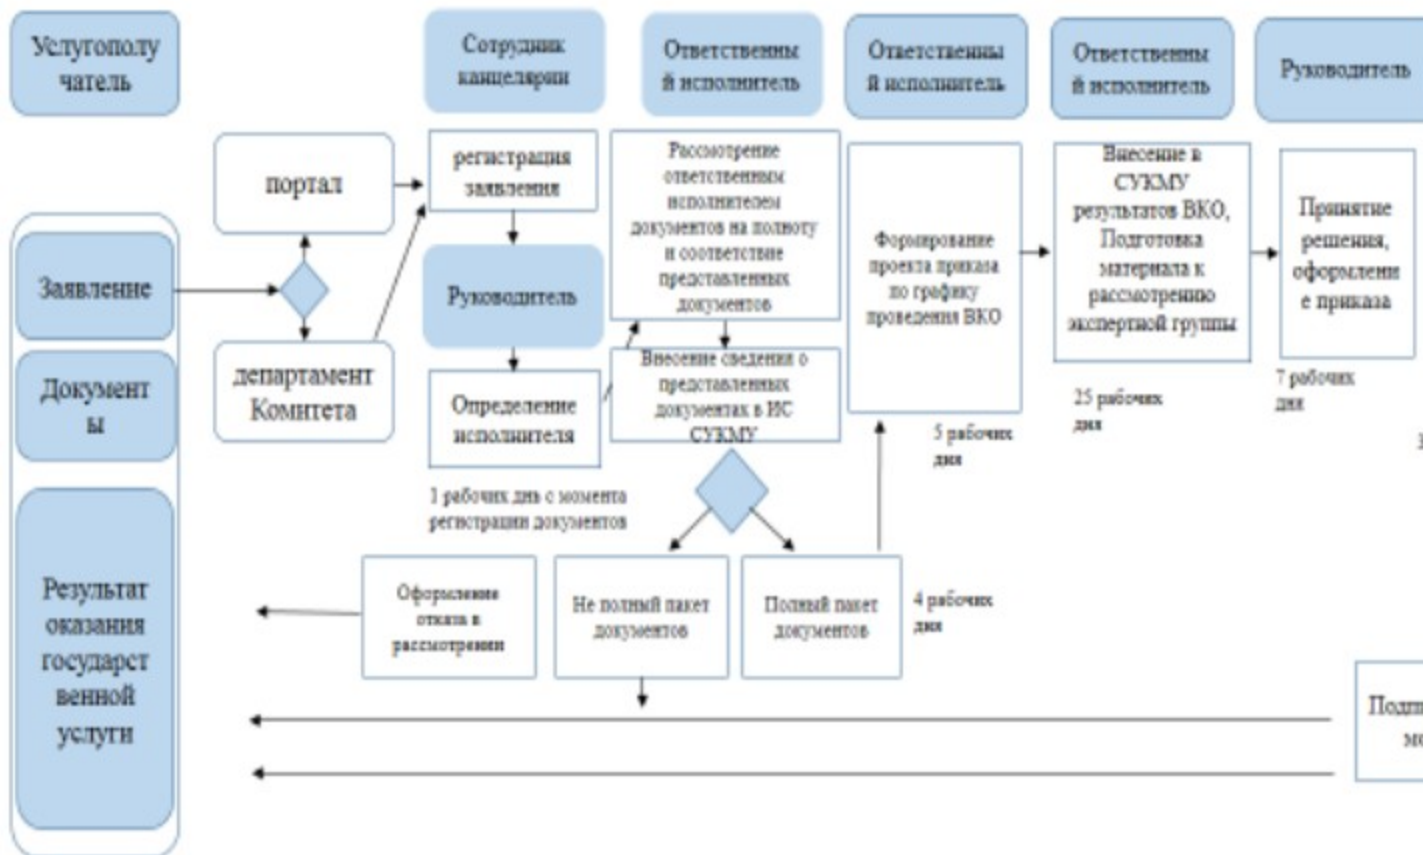 Услугополу
чатель
Сотрудник
канцелярии
Ответственны
й исполнитель
Ответственны
й исполнитель
Ответственны
й исполнитель
Руководитель
портал
регистрация
заявления
Рассмотрение
ответственным
исполнителем
документов на полноту
и соответствие
представленных
документов
Формирование
проекта приказа
по графику
проведения ВКО
Внесение в
СУКМУ
результатов ВКО,
Подготовка
материала к
рассмотрению
экспертной группы
Принятие
решения,
оформлени
е приказа
Заявление
Руководитель
Документ
ы
департамент
Комитета
Определение
исполнителя
Внесение сведения о
представленных
документах в ИС
СУКМУ
5 рабочих
дня
25 рабочих
дня
7 рабочих
дня
3
1 рабочих днь с момента
регистрации документов
Результат
оказания
государст
венной
услуги
Оформление
отказа в
рассмотрении
Не полный пакет
документов
Полный пакет
документов
4 рабочих
дня